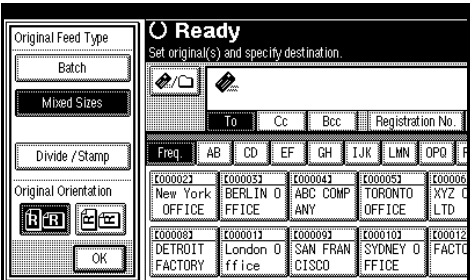 Original Feed Type
Batch
Mixed Sizes
Divide / Stamp
Original Orientation
OK
Ready
Set original(s) and specify destination.
To Cc Bcc Registration No.
Freq. AB CD EF GH IJK LMN OPQ
[00002] [00003] [00004] [00005] [00006
New York BERLIN O ABC COMP TORONTO XYZ
OFFICE FFICE ANY OFFICE LTD
[00008] [00001] [00009] [00010] [00012
DETROIT London O SAN FRAN SYDNEY O FACT
FACTORY ffice CISCO FFICE